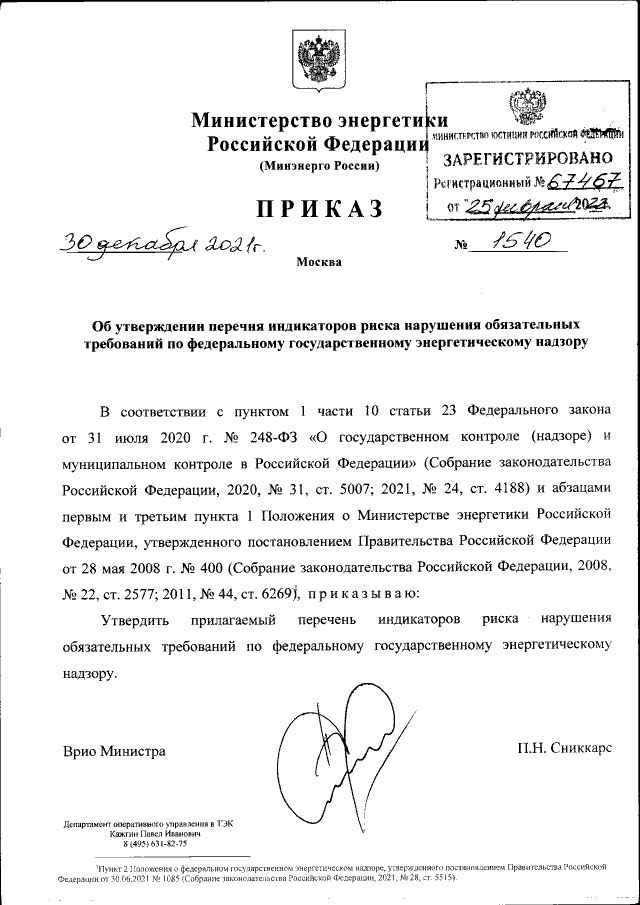 Министерство энергетики
Российской Федерации
(Минэнерго России)
МИНИСТЕРСТВО ЮСТИЦИИ РОССИЙСКОЙ ФЕДЕРАЦИИ
ЗАРЕГИСТРИРОВАНО
Регистрационный № 67467
от "25 февраля 2022.
ПРИКАЗ
30 декабря 2021г.
№ 1540
Москва
Об утверждении перечня индикаторов риска нарушения обязательных
требований по федеральному государственному энергетическому надзору
В соответствии с пунктом 1 части 10 статьи 23 Федерального закона
от 31 июля 2020 г. № 248-ФЗ «О государственном контроле (надзоре) и
муниципальном контроле в Российской Федерации» (Собрание законодательства
Российской Федерации, 2020, № 31, ст. 5007; 2021, № 24, ст. 4188) и абзацами
первым и третьим пункта 1 Положения о Министерстве энергетики Российской
Федерации, утвержденного постановлением Правительства Российской Федерации
от 28 мая 2008 г. № 400 (Собрание законодательства Российской Федерации, 2008,
№ 22, ст. 2577; 2011, № 44, ст. 6269), приказываю:
Утвердить прилагаемый перечень индикаторов риска нарушения
обязательных требований по федеральному государственному энергетическому
надзору.
Врио Министра
П.Н. Сниккарс
Департамент оперативного управления в ТЭК
Кажгин Павел Иванович
8 (495) 631-82-75
¹Пункт 2 Положения о федеральном государственном энергетическом надзоре, утвержденного постановлением Правительства Российской
Федерации от 30.06.2021 № 1085 (Собрание законодательства Российской Федерации, 2021, № 28, ст. 5515).